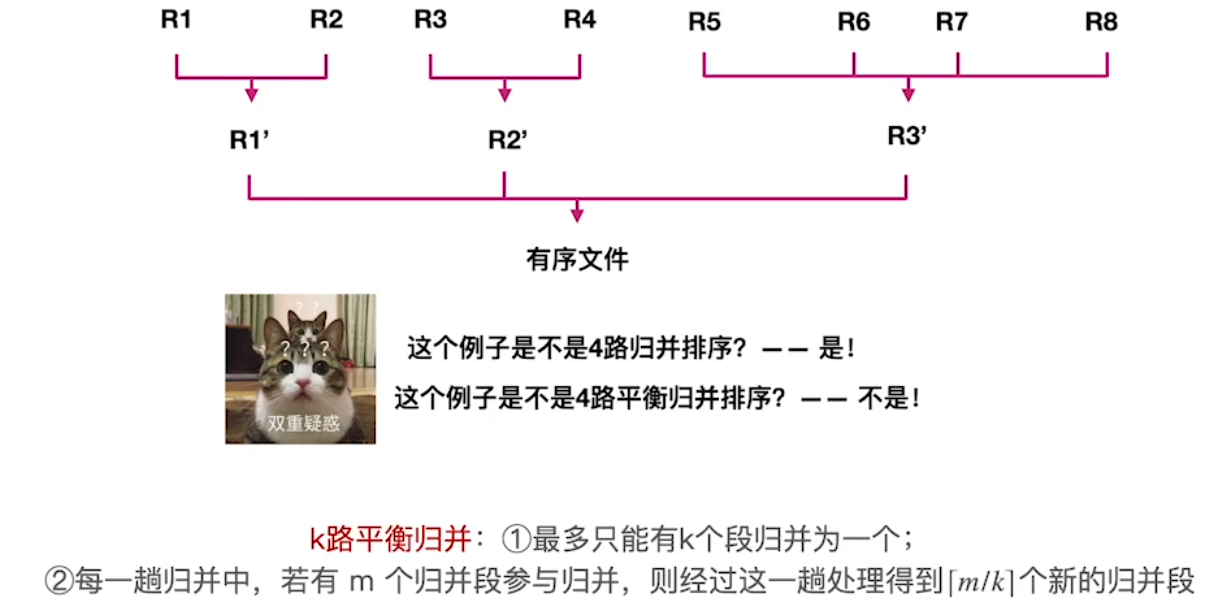 R1 R2 R3 R4 R5 R6 R7 R8
R1’ R2’ R3’
有序文件
? ?
? ? ?
双重疑惑
这个例子是不是4路归并排序？—— 是！
这个例子是不是4路平衡归并排序？—— 不是！
k路平衡归并：①最多只能有k个段归并为一个；
②每一趟归并中，若有 m 个归并段参与归并，则经过这一趟处理得到⌈m/k⌉个新的归并段